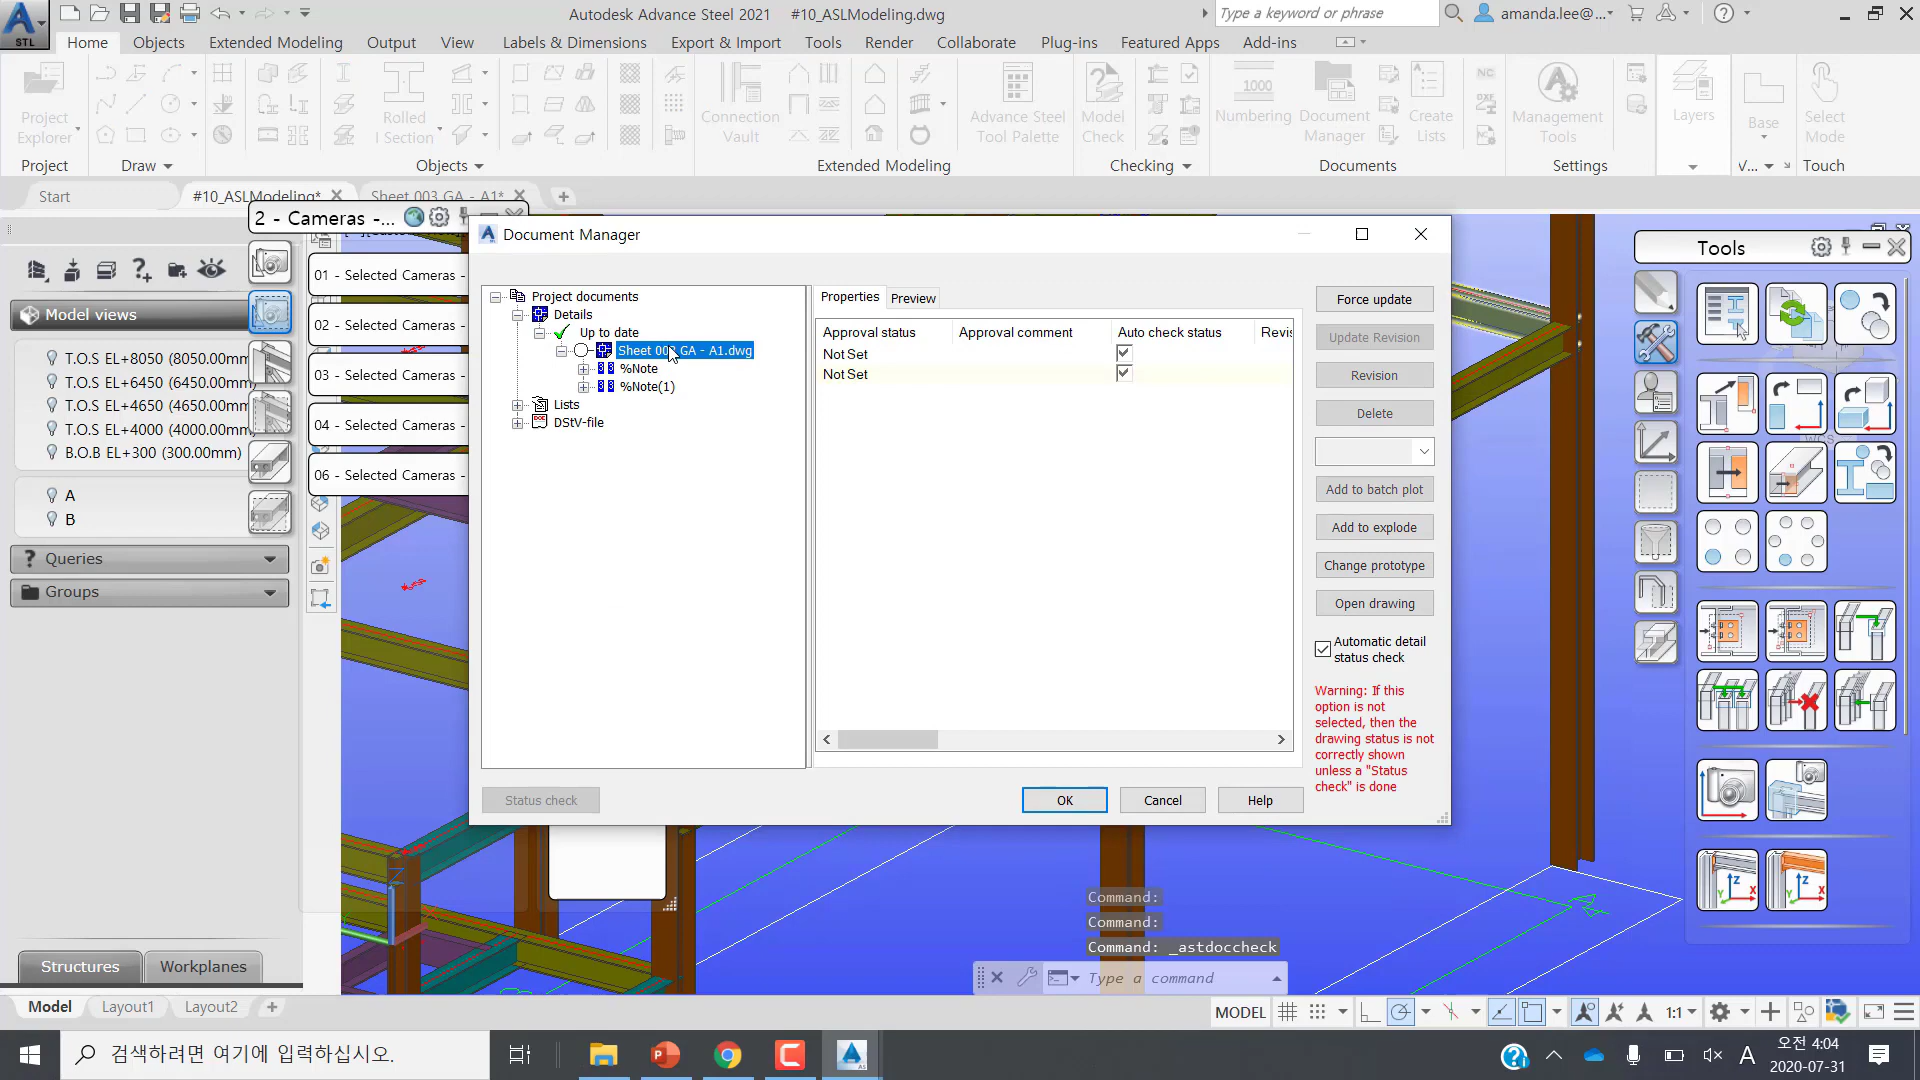 Autodesk Advance Steel 2021 #10_ASLModeling.dwg
Type a keyword or phrase
amanda.lee@...
STL
Home Objects Extended Modeling Output View Labels & Dimensions Export & Import Tools Render Collaborate Plug-ins Featured Apps Add-ins
Project
Explorer
Rolled
I Section
Connection
Vault
Advance Steel
Tool Palette
Model
Check
1000
Numbering
Document
Manager
NC
DXF
Create
Lists
Management
Tools
Layers
Base
Select
Mode
Project Draw Objects Extended Modeling Checking Documents Settings V... Touch
Start #10_ASLModeling* Sheet 003 GA - A1*
2 - Cameras -...
Model views
T.O.S EL+8050 (8050.00mm
T.O.S EL+6450 (6450.00mm
T.O.S EL+4650 (4650.00mm
T.O.S EL+4000 (4000.00mm
B.O.B EL+300 (300.00mm)
A
B
Queries
Groups
Structures Workplanes
01 - Selected Cameras -
02 - Selected Cameras -
03 - Selected Cameras -
04 - Selected Cameras -
06 - Selected Cameras -
Document Manager
Project documents
Details
Up to date
Sheet 003 GA - A1.dwg
%Note
%Note(1)
Lists
DStV-file
Properties Preview
Approval status Approval comment Auto check status Revis
Not Set
Not Set
Force update
Update Revision
Revision
Delete
Add to batch plot
Add to explode
Change prototype
Open drawing
Automatic detail
status check
Warning: If this
option is not
selected, then the
drawing status is not
correctly shown
unless a "Status
check" is done
Status check OK Cancel Help
Tools
WCS
Command:
Command:
Command: _astdoccheck
Type a command
Model Layout1 Layout2
MODEL 1:1
검색하려면 여기에 입력하십시오.
A
오전 4:04
2020-07-31